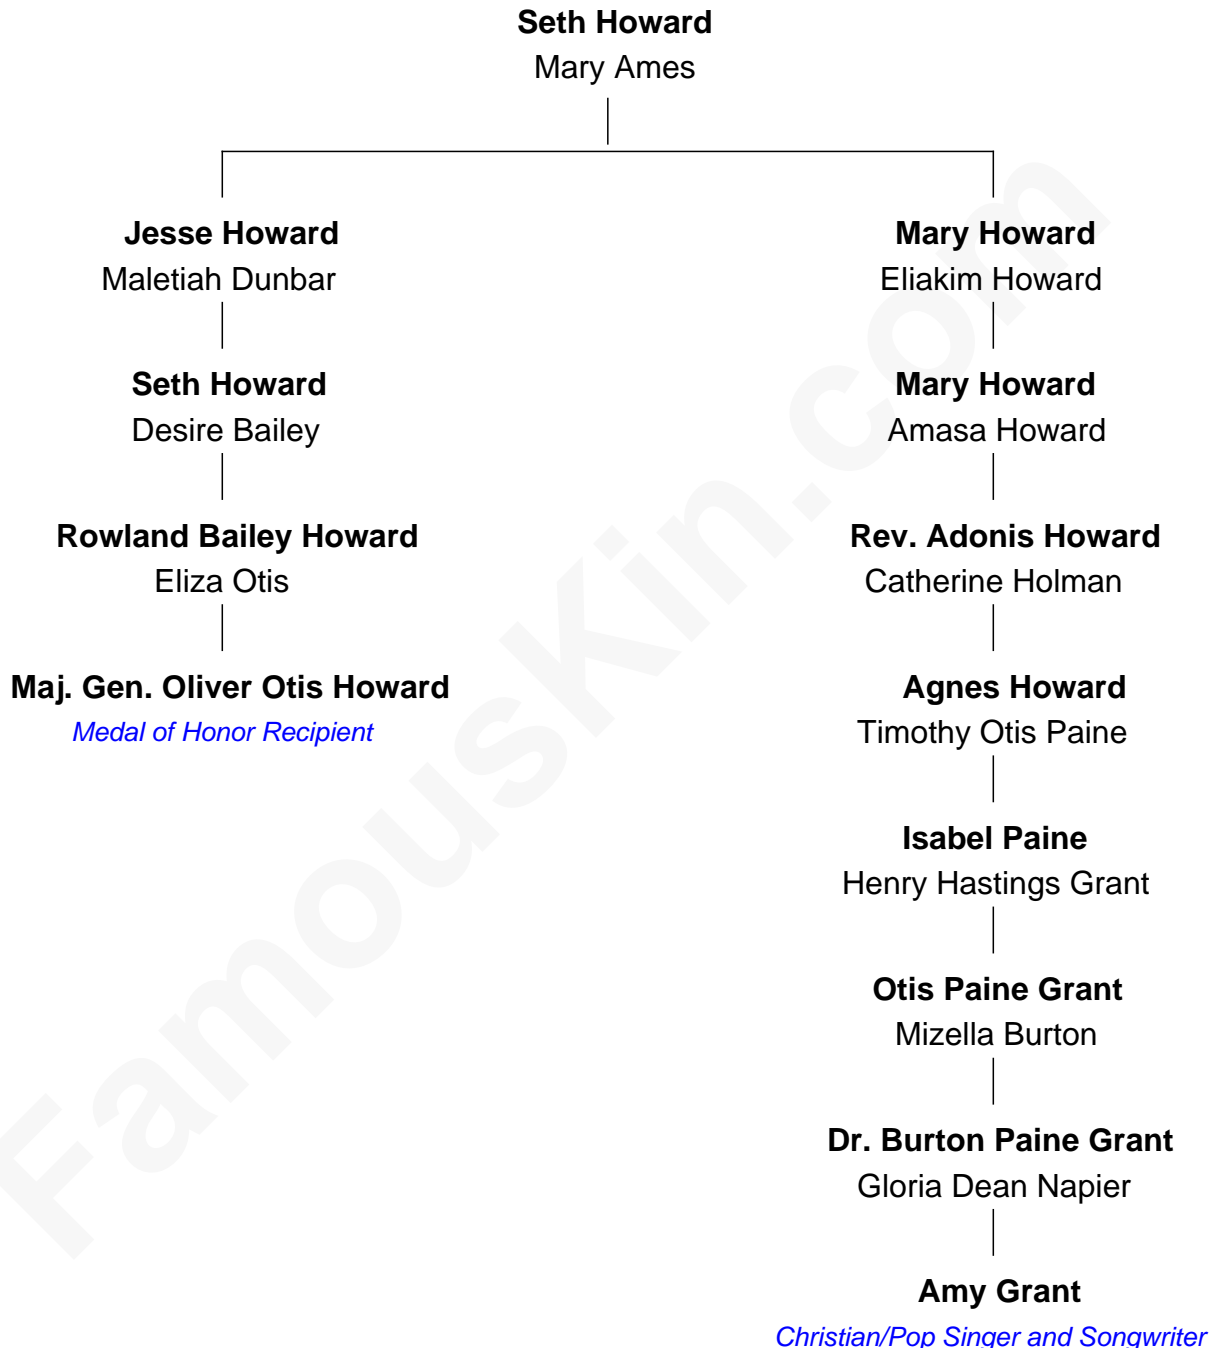 Seth Howard
Mary Ames
Jesse Howard
Maletiah Dunbar
Mary Howard
Eliakim Howard
Seth Howard
Desire Bailey
Mary Howard
Amasa Howard
Rowland Bailey Howard
Eliza Otis
Rev. Adonis Howard
Catherine Holman
Maj. Gen. Oliver Otis Howard
Medal of Honor Recipient
Agnes Howard
Timothy Otis Paine
Isabel Paine
Henry Hastings Grant
Otis Paine Grant
Mizella Burton
Dr. Burton Paine Grant
Gloria Dean Napier
Amy Grant
Christian/Pop Singer and Songwriter
FamousKin.com